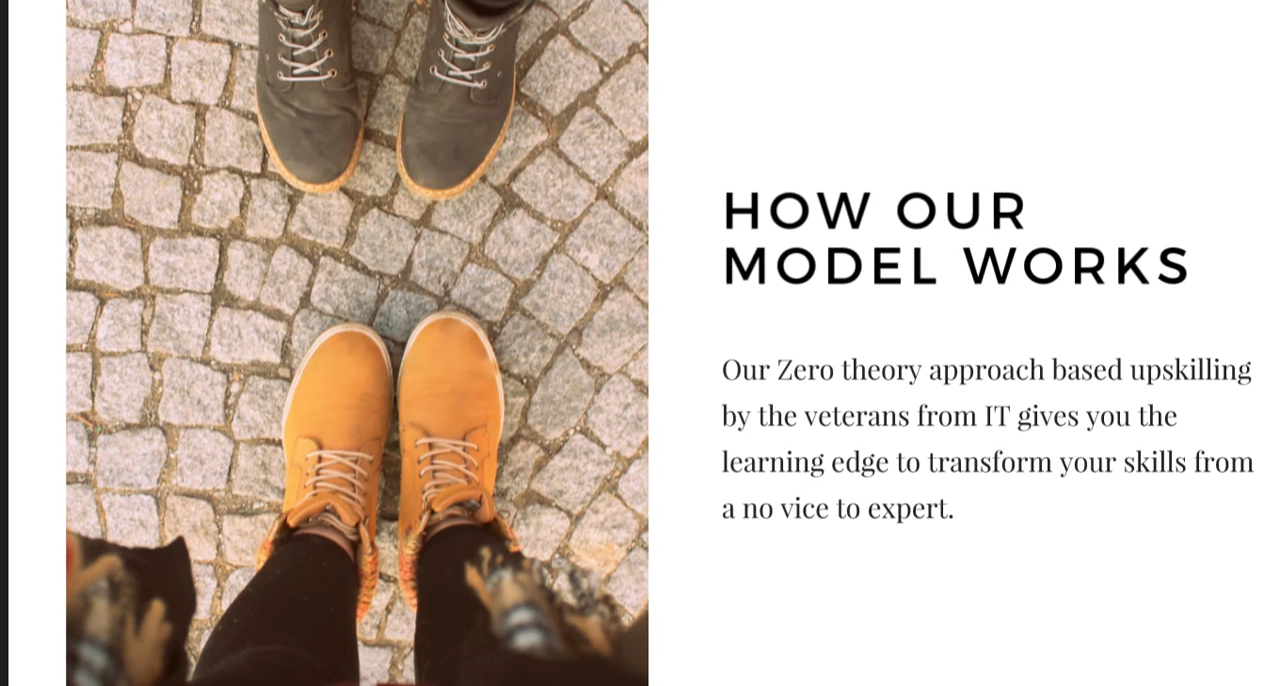 HOW OUR
MODEL WORKS
Our Zero theory approach based upskilling
by the veterans from IT gives you the
learning edge to transform your skills from
a no vice to expert.